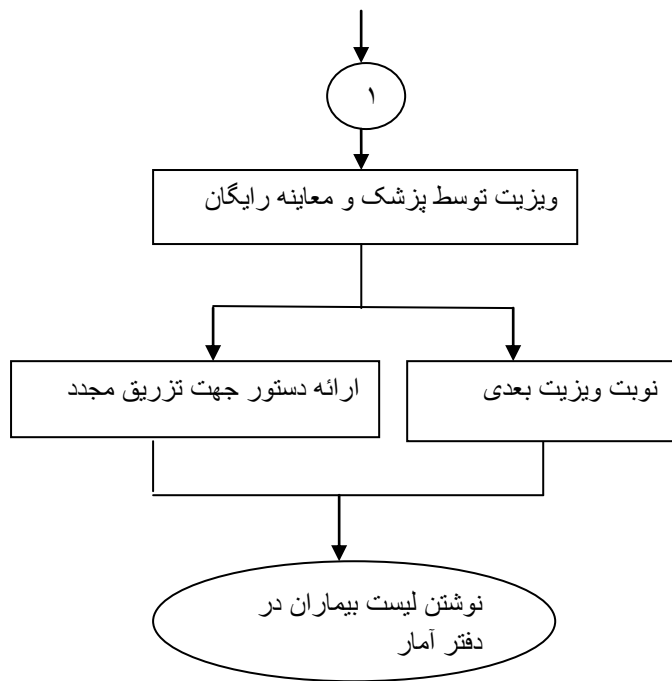 ۱
ویزیت توسط پزشک و معاینه رایگان
ارائه دستور جهت تزریق مجدد
نوبت ویزیت بعدی
نوشتن لیست بیماران در
دفتر آمار